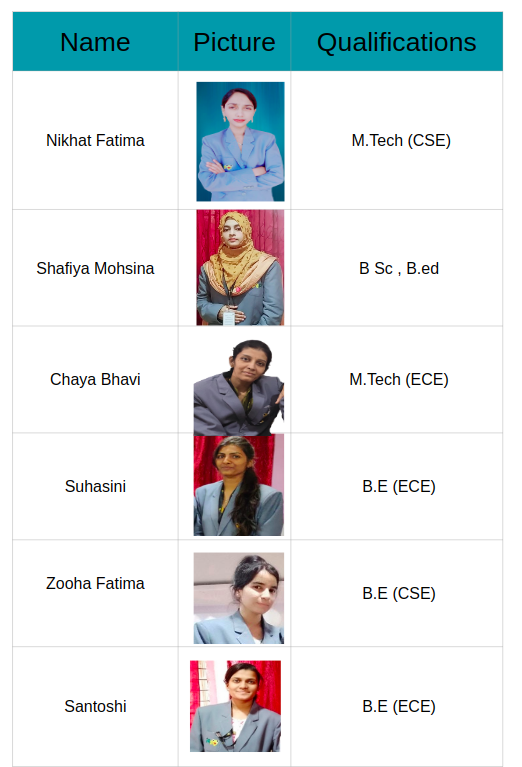 Name Picture Qualifications
Nikhat Fatima M.Tech (CSE)
Shafiya Mohsina B Sc , B.ed
Chaya Bhavi M.Tech (ECE)
Suhasini B.E (ECE)
Zooha Fatima B.E (CSE)
Santoshi B.E (ECE)